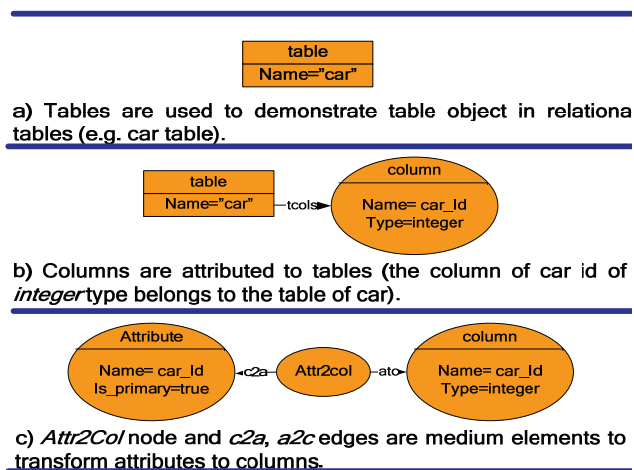 table
Name="car"
a) Tables are used to demonstrate table object in relationa
tables (e.g. car table).
table
Name="car"
tcols
column
Name= car_Id
Type=integer
b) Columns are attributed to tables (the column of car id of
integer type belongs to the table of car).
Attribute
Name= car_Id
Is_primary=true
c2a
Attr2col
atc
column
Name= car_Id
Type=integer
c) Attr2Col node and c2a, a2c edges are medium elements to
transform attributes to columns.